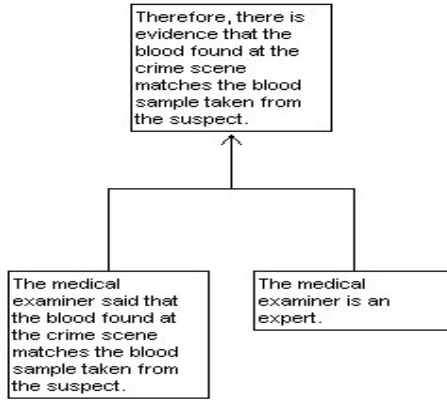 Therefore, there is
evidence that the
blood found at the
crime scene
matches the blood
sample taken from
the suspect.
The medical
examiner said that
the blood found at
the crime scene
matches the blood
sample taken from
the suspect.
The medical
examiner is an
expert.